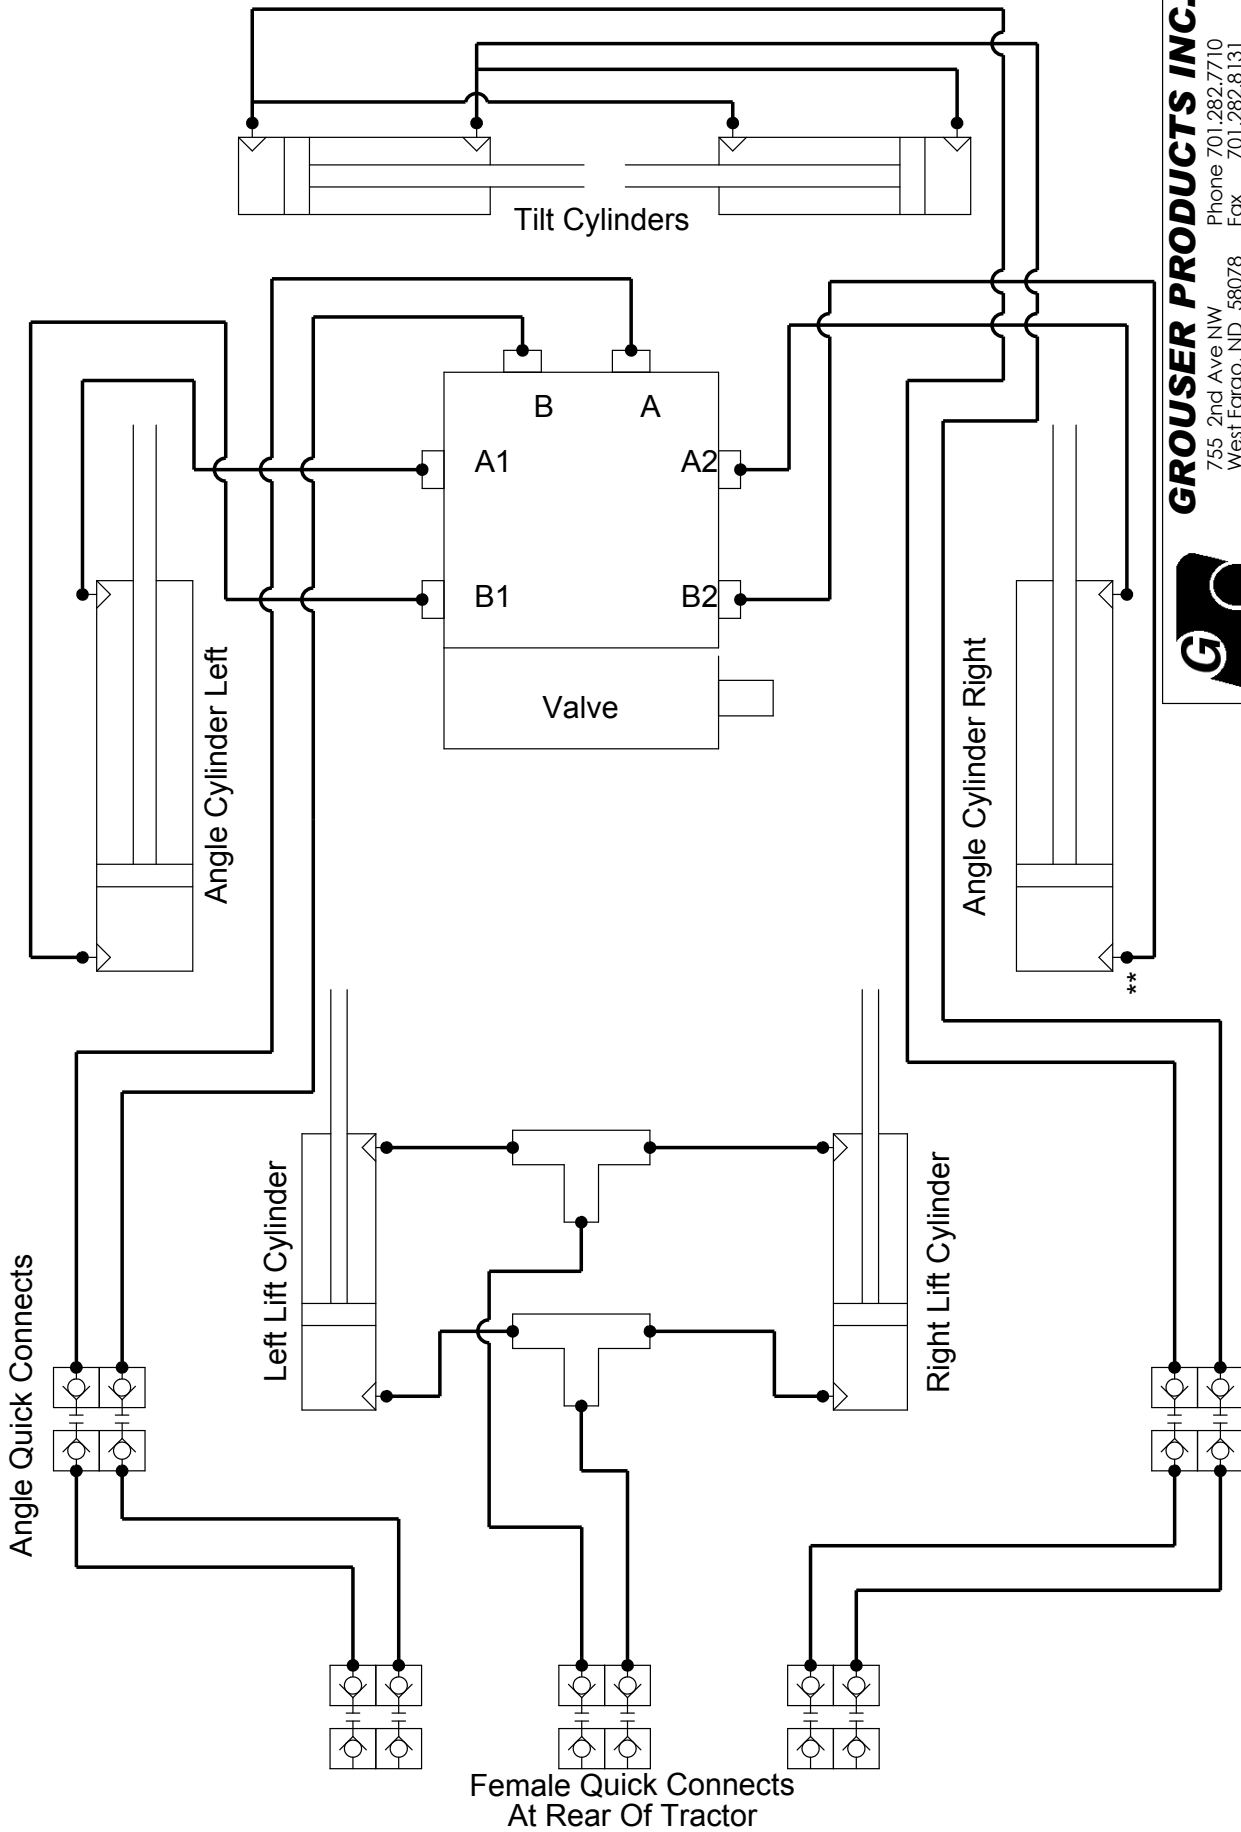 Tilt Cylinders
B
A
A1
A2
B1
B2
Valve
Angle Cylinder Left
Angle Cylinder Right
**
Left Lift Cylinder
Right Lift Cylinder
Angle Quick Connects
Female Quick Connects
At Rear Of Tractor
GROUSER PRODUCTS INC.
755 2nd Ave NW Phone 701.282.7710
West Fargo, ND 58078 Fax 701.282.8131
G